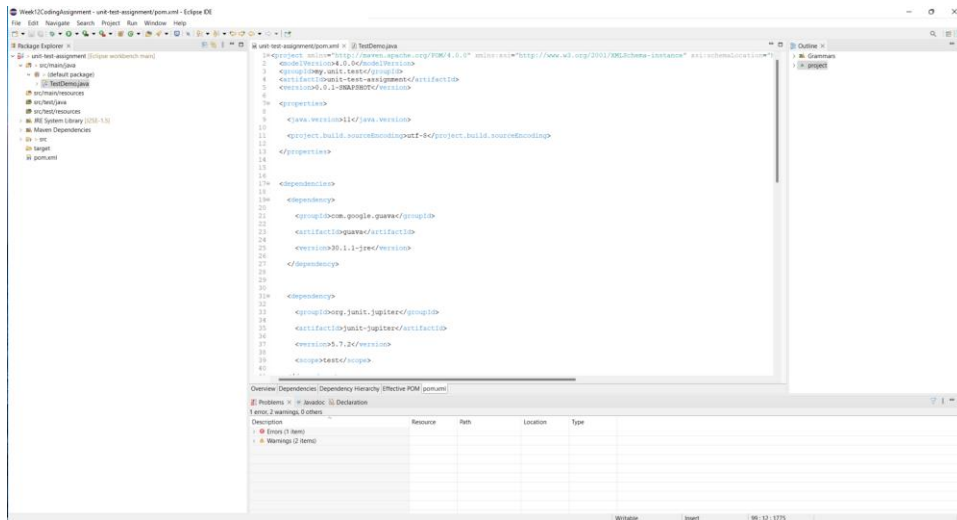 Week12CodingAssignment - unit-test-assignment/pom.xml - Eclipse IDE
File Edit Navigate Search Project Run Window Help
Package Explorer
unit-test-assignment [Eclipse workbench main]
src/main/java
(default package)
TestDemo.java
src/main/resources
src/test/java
src/test/resources
JRE System Library [J2SE-1.5]
Maven Dependencies
src
target
pom.xml
unit-test-assignment/pom.xml TestDemo.java
1 <project xmlns="http://maven.apache.org/POM/4.0.0" xmlns:xsi="http://www.w3.org/2001/XMLSchema-instance" xsi:schemaLocation="
2 <modelVersion>4.0.0</modelVersion>
3 <groupId>my.unit.test</groupId>
4 <artifactId>unit-test-assignment</artifactId>
5 <version>0.0.1-SNAPSHOT</version>
6
7 <properties>
8
9 <java.version>11</java.version>
10
11 <project.build.sourceEncoding>utf-8</project.build.sourceEncoding>
12
13 </properties>
14
15
16
17 <dependencies>
18
19 <dependency>
20
21 <groupId>com.google.guava</groupId>
22
23 <artifactId>guava</artifactId>
24
25 <version>30.1.1-jre</version>
26
27 </dependency>
28
29
30
31 <dependency>
32
33 <groupId>org.junit.jupiter</groupId>
34
35 <artifactId>junit-jupiter</artifactId>
36
37 <version>5.7.2</version>
38
39 <scope>test</scope>
40
Overview Dependencies Dependency Hierarchy Effective POM pom.xml
Outline
Grammars
project
Problems Javadoc Declaration
1 error, 2 warnings, 0 others
Description Resource Path Location Type
Errors (1 item)
Warnings (2 items)
Writable Insert 99 : 12 : 1775